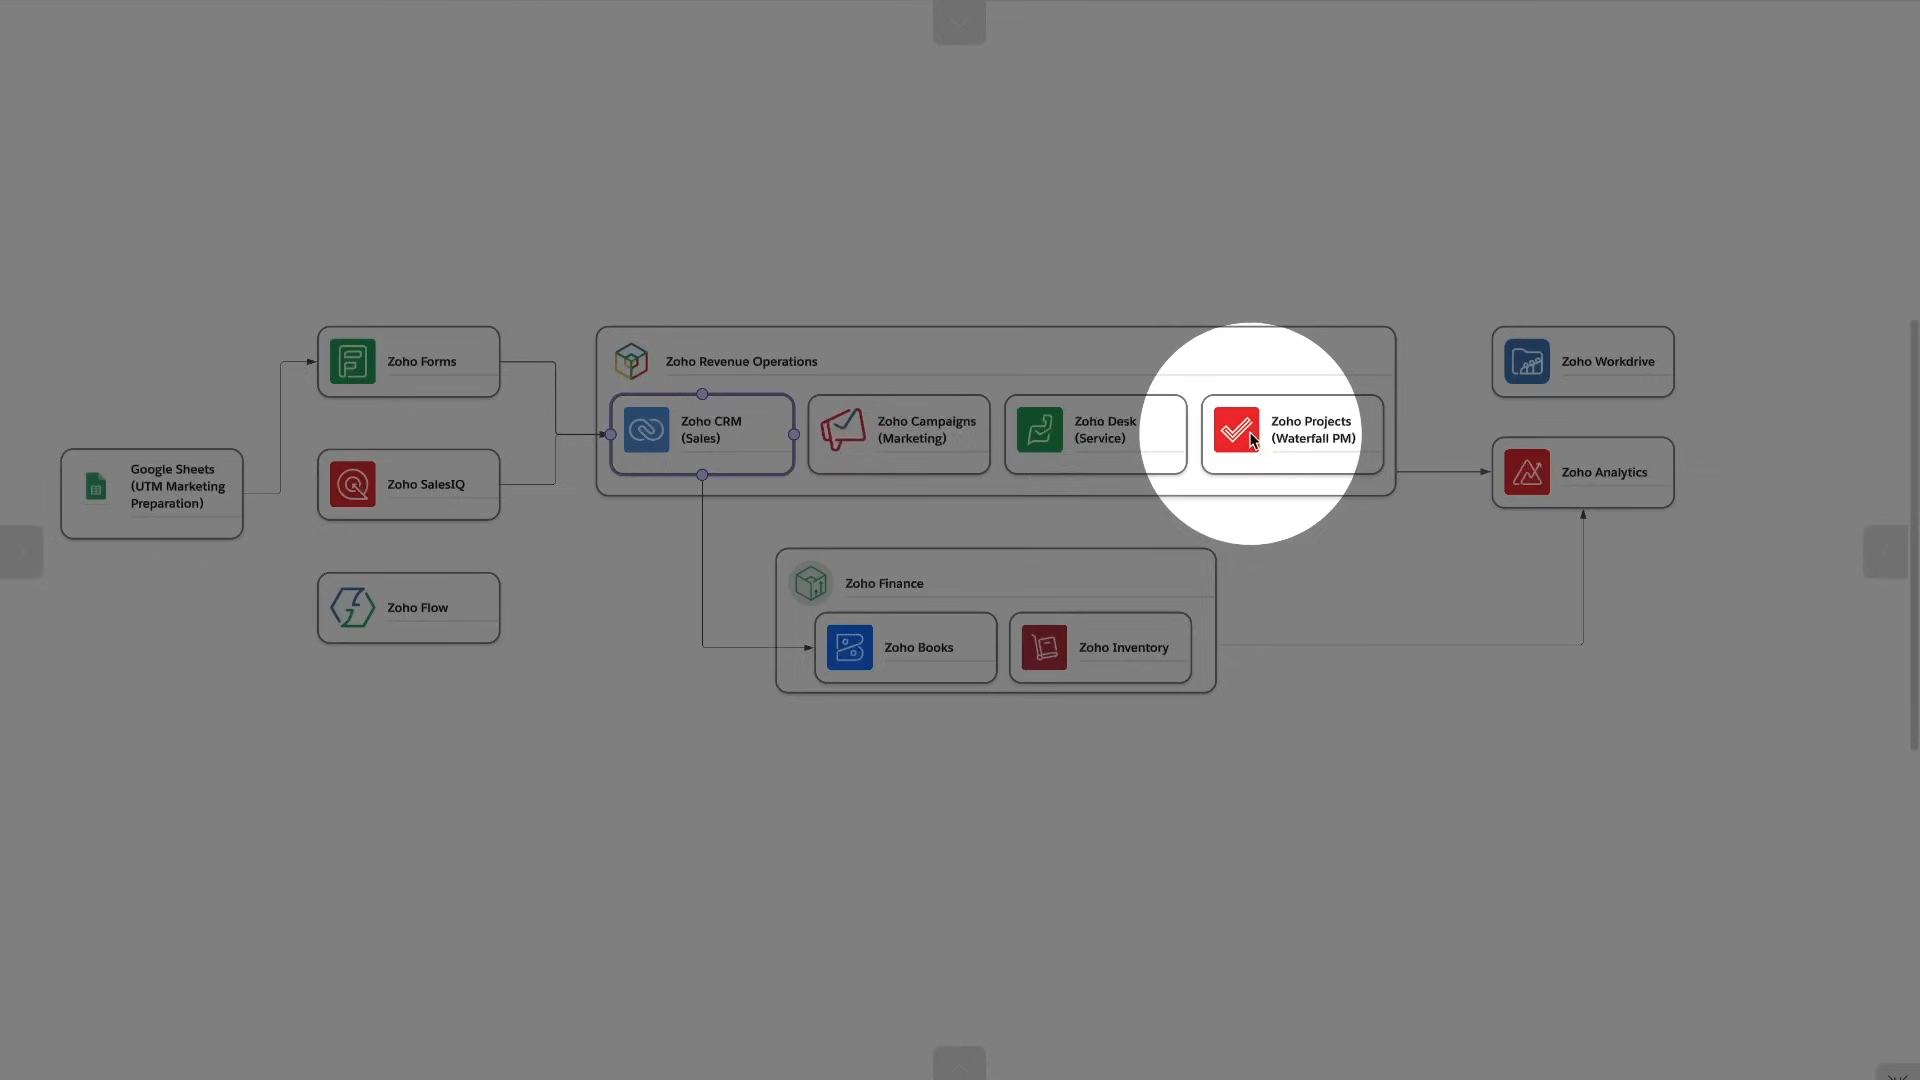 Zoho Forms
Zoho Revenue Operations
Zoho Workdrive
Zoho CRM
(Sales)
Zoho Campaigns
(Marketing)
Zoho Desk
(Service)
Zoho Projects
(Waterfall PM)
Google Sheets
(UTM Marketing
Preparation)
Zoho SalesIQ
Zoho Analytics
Zoho Flow
Zoho Finance
Zoho Books
Zoho Inventory